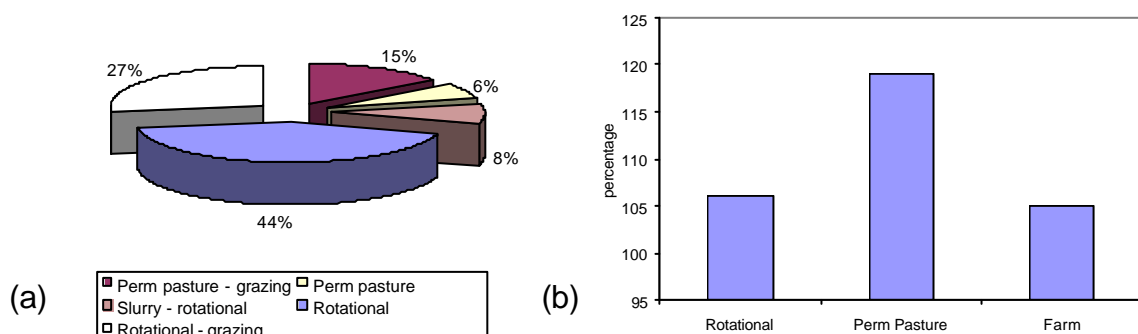 15%
6%
8%
44%
27%
Perm pasture - grazing
Perm pasture
Slurry - rotational
Rotational
Rotational - grazing
(a)
125
120
115
110
105
100
95
percentage
Rotational
Perm Pasture
Farm
(b)